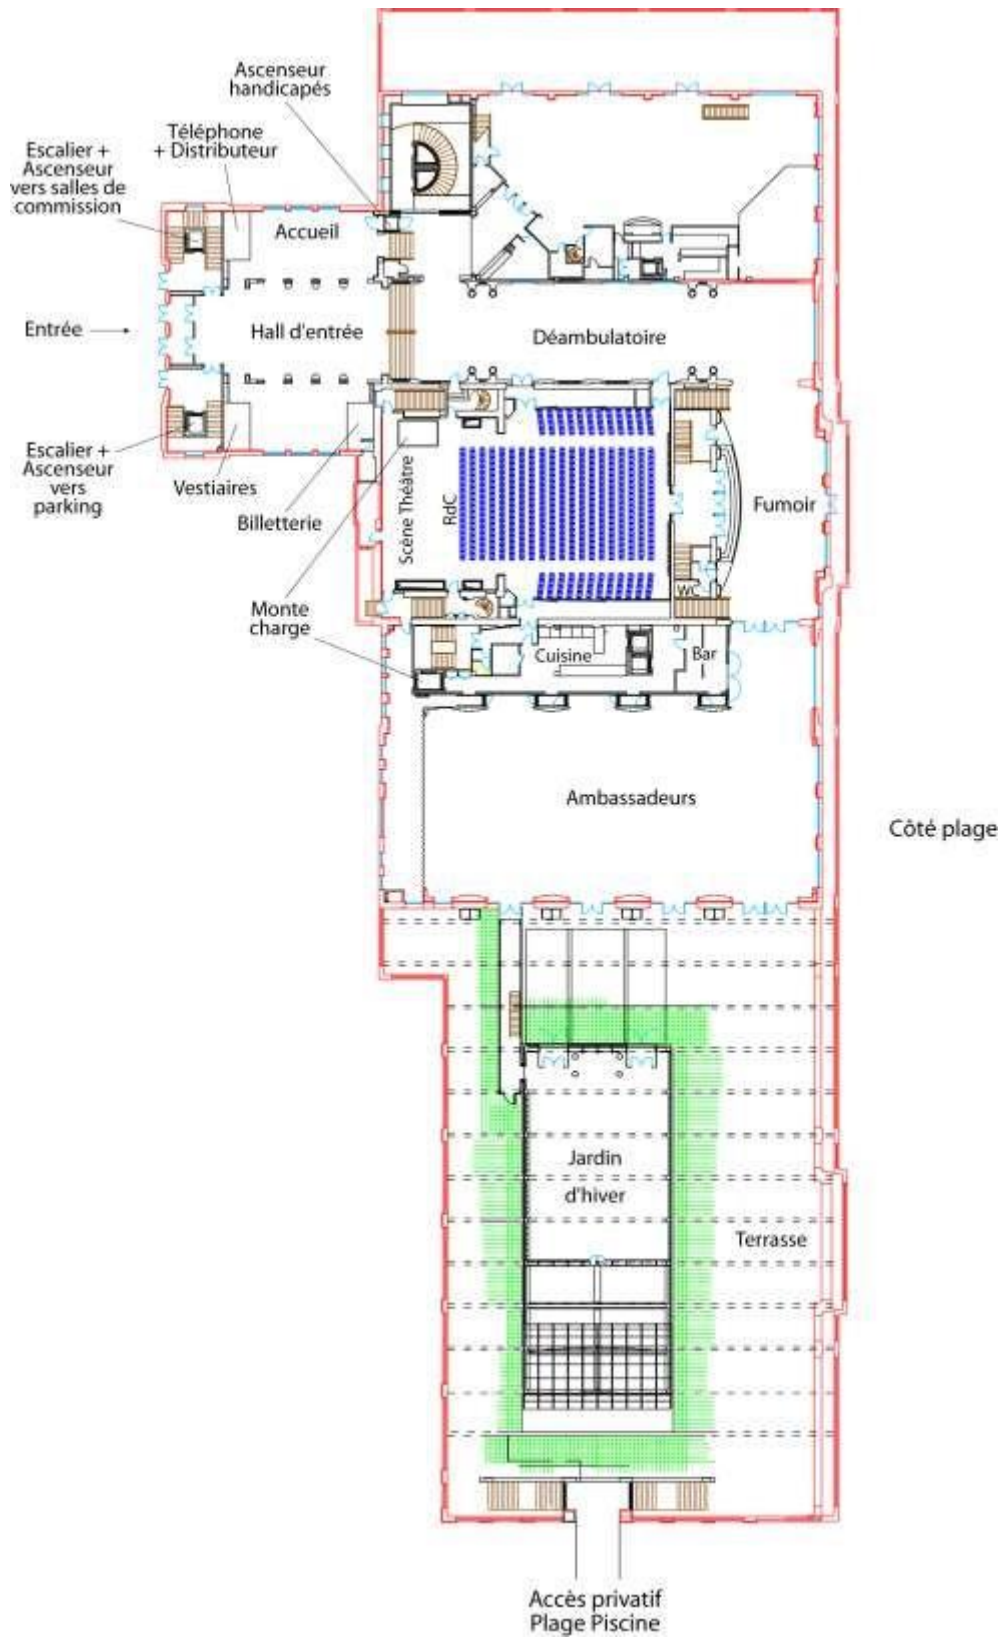 Ascenseur
handicapés
Téléphone
+ Distributeur
Escalier +
Ascenseur
vers salles de
commission
Accueil
Entrée
Hall d'entrée
Déambulatoire
Escalier +
Ascenseur
vers
parking
Vestiaires
Billetterie
Scène Théâtre
RdC
Fumoir
WC
Monte
charge
Cuisine
Bar
Ambassadeurs
Côté plage
Jardin
d'hiver
Terrasse
Accès privatif
Plage Piscine